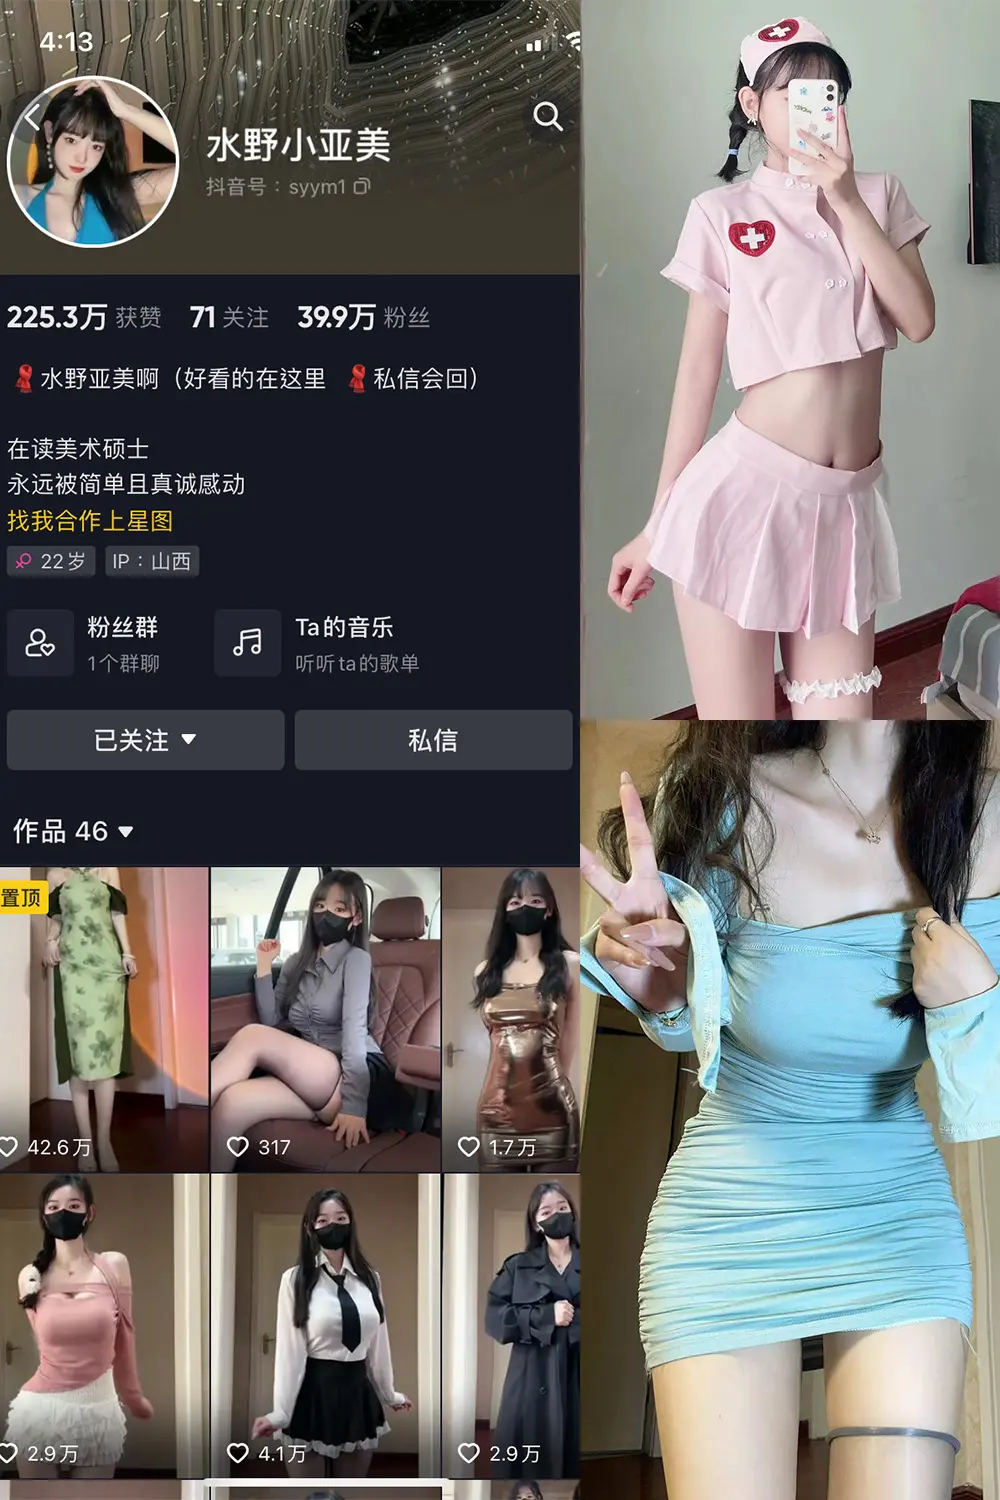 4:13
水野小亚美
抖音号：syym1
225.3万 获赞 71 关注 39.9万 粉丝
水野亚美啊（好看的在这里 私信会回）
在读美术硕士
永远被简单且真诚感动
找我合作上星图
22岁 IP：山西
粉丝群
1个群聊
Ta的音乐
听听ta的歌单
已关注 私信
作品 46
置顶
42.6万 317 1.7万
2.9万 4.1万 2.9万